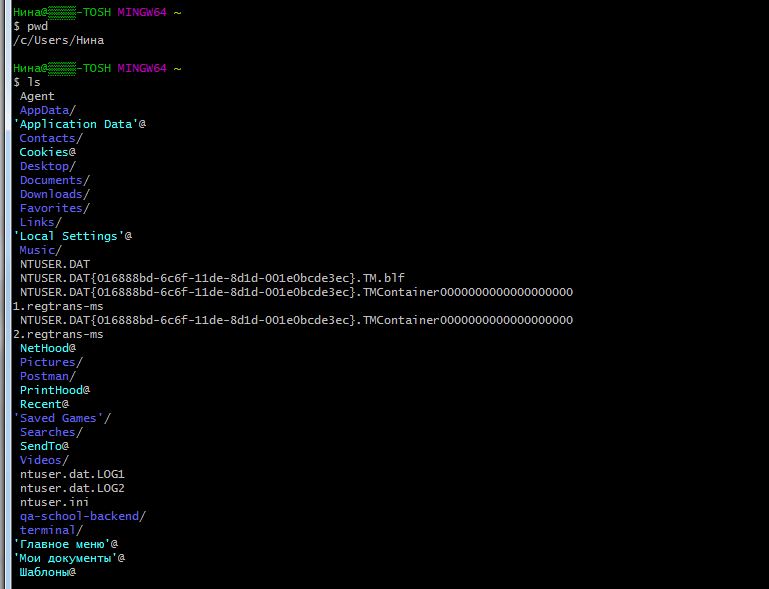 Нина@▒▒▒▒-TOSH MINGW64 ~
$ pwd
/c/Users/Нина
Нина@▒▒▒▒-TOSH MINGW64 ~
$ ls
Agent
AppData/
'Application Data'@
Contacts/
Cookies@
Desktop/
Documents/
Downloads/
Favorites/
Links/
'Local Settings'@
Music/
NTUSER.DAT
NTUSER.DAT{016888bd-6c6f-11de-8d1d-001e0bcde3ec}.TM.blf
NTUSER.DAT{016888bd-6c6f-11de-8d1d-001e0bcde3ec}.TMContainer0000000000000000000
1.regtrans-ms
NTUSER.DAT{016888bd-6c6f-11de-8d1d-001e0bcde3ec}.TMContainer0000000000000000000
2.regtrans-ms
NetHood@
Pictures/
Postman/
PrintHood@
Recent@
'Saved Games'/
Searches/
SendTo@
Videos/
ntuser.dat.LOG1
ntuser.dat.LOG2
ntuser.ini
qa-school-backend/
terminal/
'Главное меню'@
'Мои документы'@
Шаблоны@